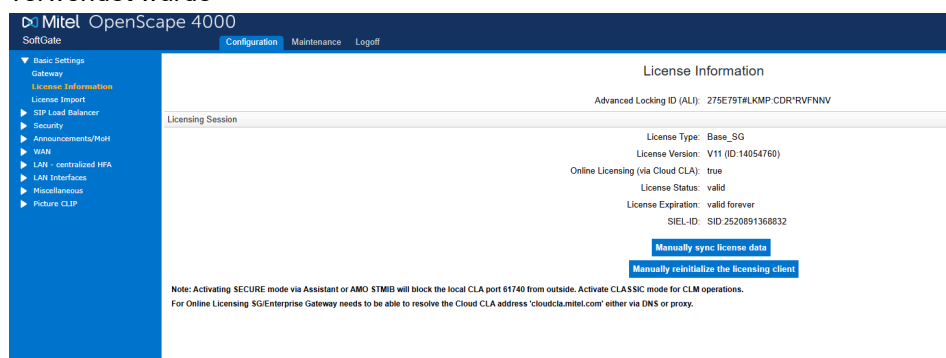 Mitel OpenScape 4000
SoftGate
Configuration Maintenance Logoff
Basic Settings
Gateway
License Information
License Import
SIP Load Balancer
Security
Announcements/MoH
WAN
LAN - centralized HFA
LAN Interfaces
Miscellaneous
Picture CLIP
License Information
Advanced Locking ID (ALI): 275E79T#LKMP:CDR*RVFNNV
Licensing Session
License Type: Base_SG
License Version: V11 (ID:14054760)
Online Licensing (via Cloud CLA): true
License Status: valid
License Expiration: valid forever
SIEL-ID: SID:2520891368832
Manually sync license data
Manually reinitialize the licensing client
Note: Activating SECURE mode via Assistant or AMO STMIB will block the local CLA port 61740 from outside. Activate CLASSIC mode for CLM operations.
For Online Licensing SG/Enterprise Gateway needs to be able to resolve the Cloud CLA address 'cloudcla.mitel.com' either via DNS or proxy.